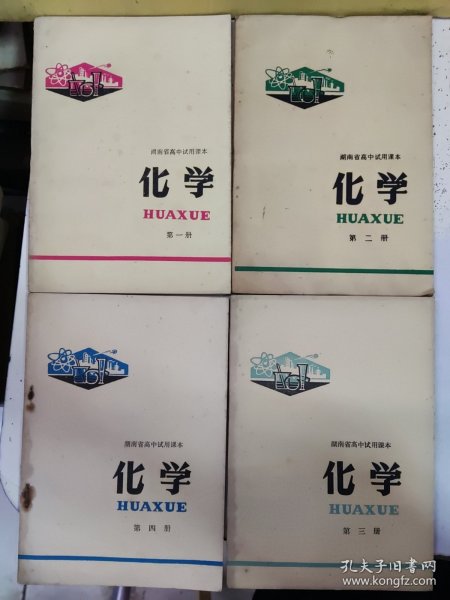 湖南省高中试用课本
化学
HUAXUE
第一册
湖南省高中试用课本
化学
HUAXUE
第二册
湖南省高中试用课本
化学
HUAXUE
第四册
湖南省高中试用课本
化学
HUAXUE
第三册
孔夫子旧书网
www.kongfz.com